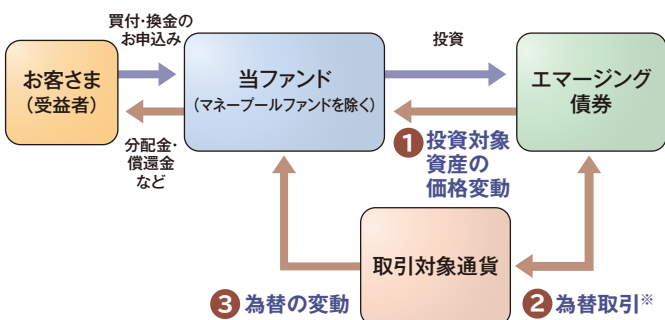 買付・換金の
お申込み
投資
お客さま
(受益者)
当ファンド
(マネープールファンドを除く)
エマージング
債券
分配金・
償還金
など
❶ 投資対象
資産の
価格変動
取引対象通貨
❸ 為替の変動
❷ 為替取引※